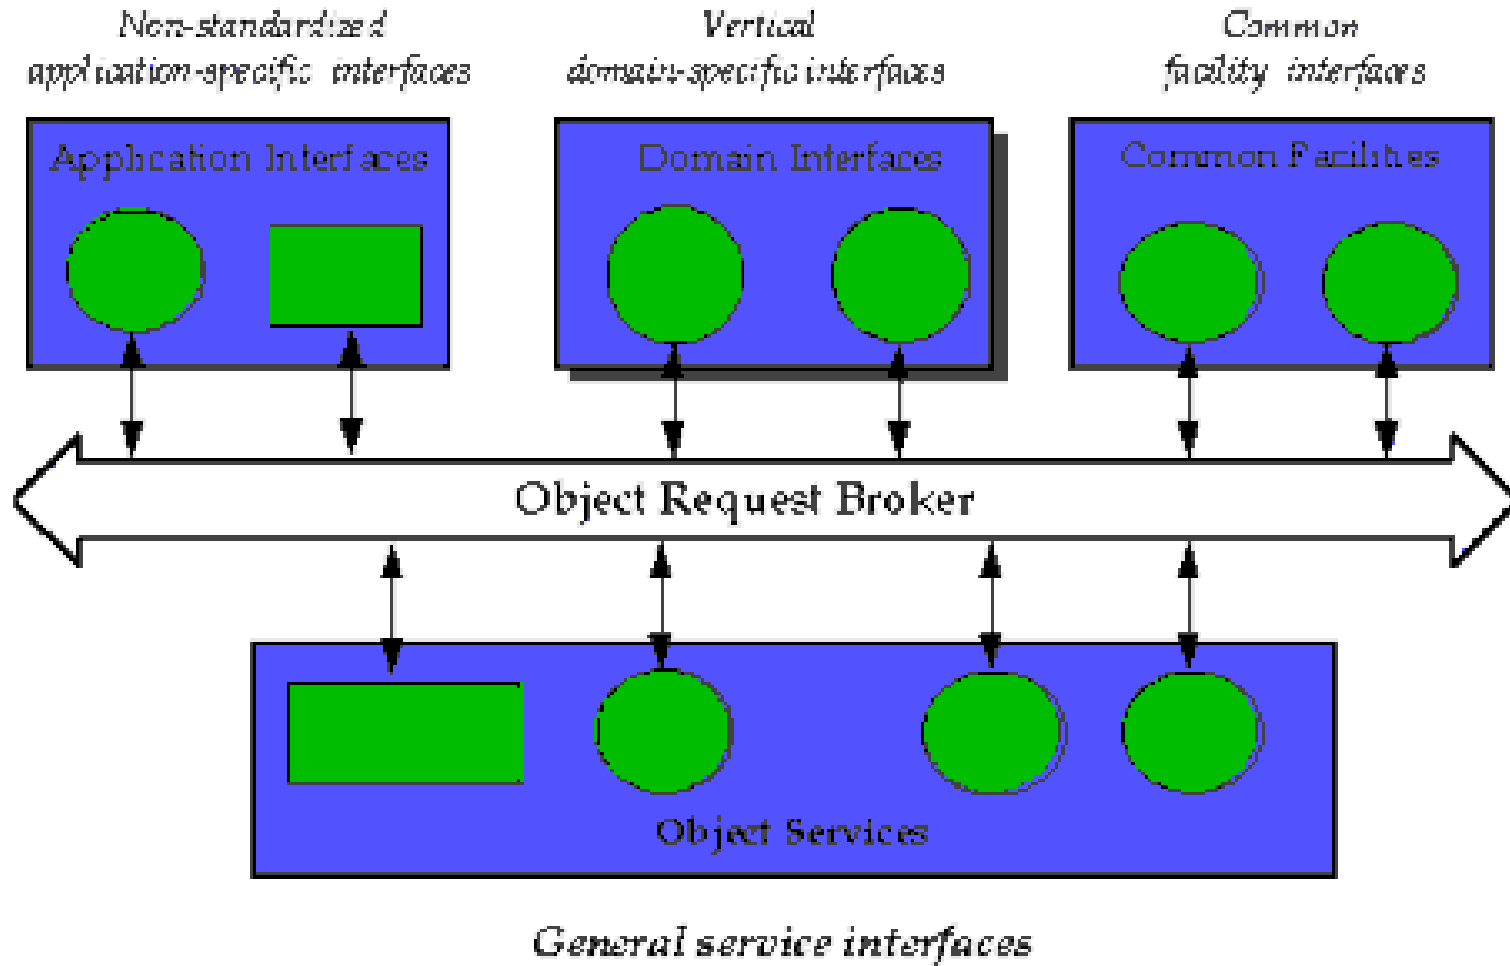 Non-standardized
application-specific interfaces
Vertical
domain-specific interfaces
Common
facility interfaces
Application Interfaces
Domain Interfaces
Common Facilities
Object Request Broker
Object Services
General service interfaces